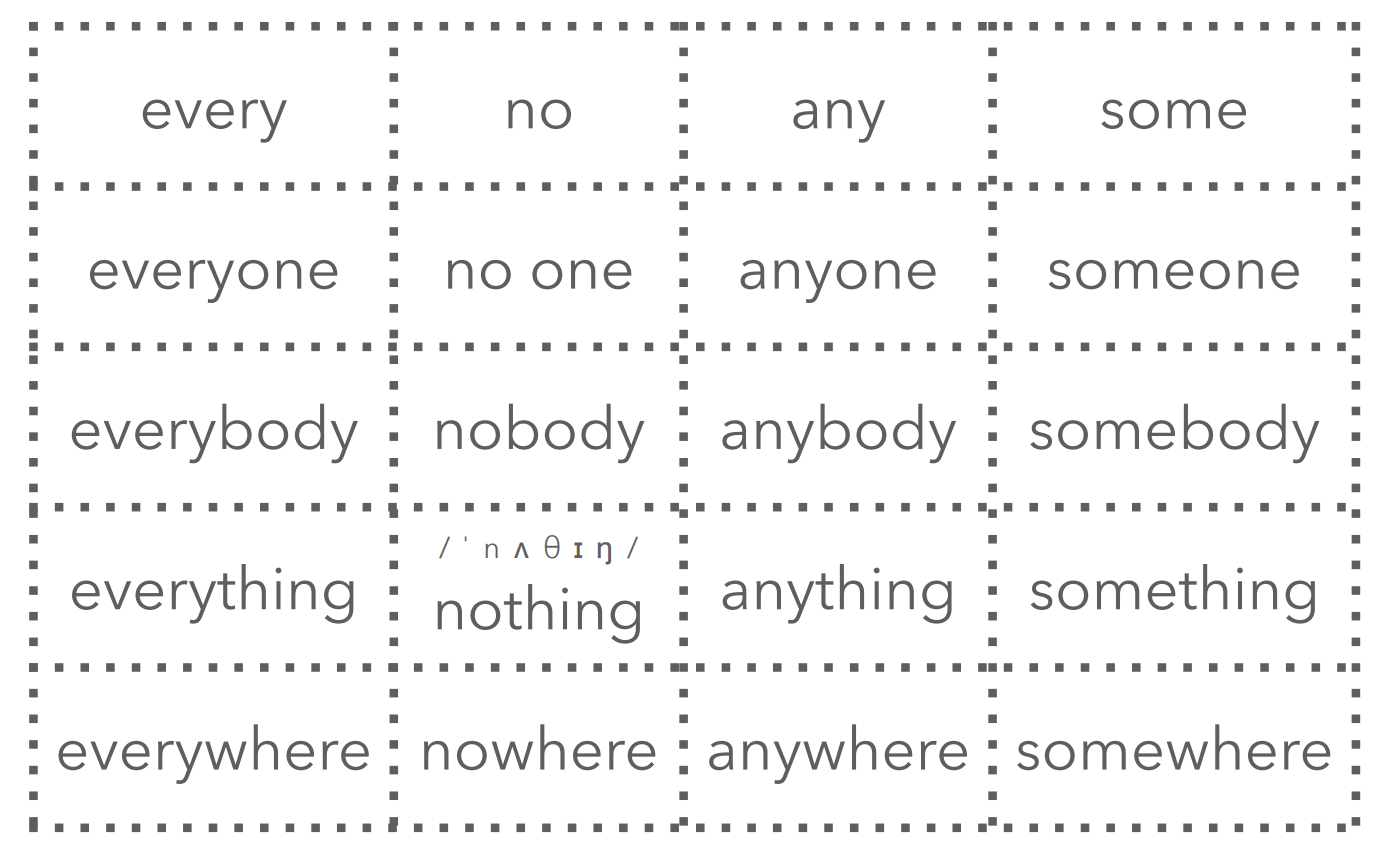 every no any some
everyone no one anyone someone
everybody nobody anybody somebody
/ˈnʌθɪŋ/
everything nothing anything something
everywhere nowhere anywhere somewhere